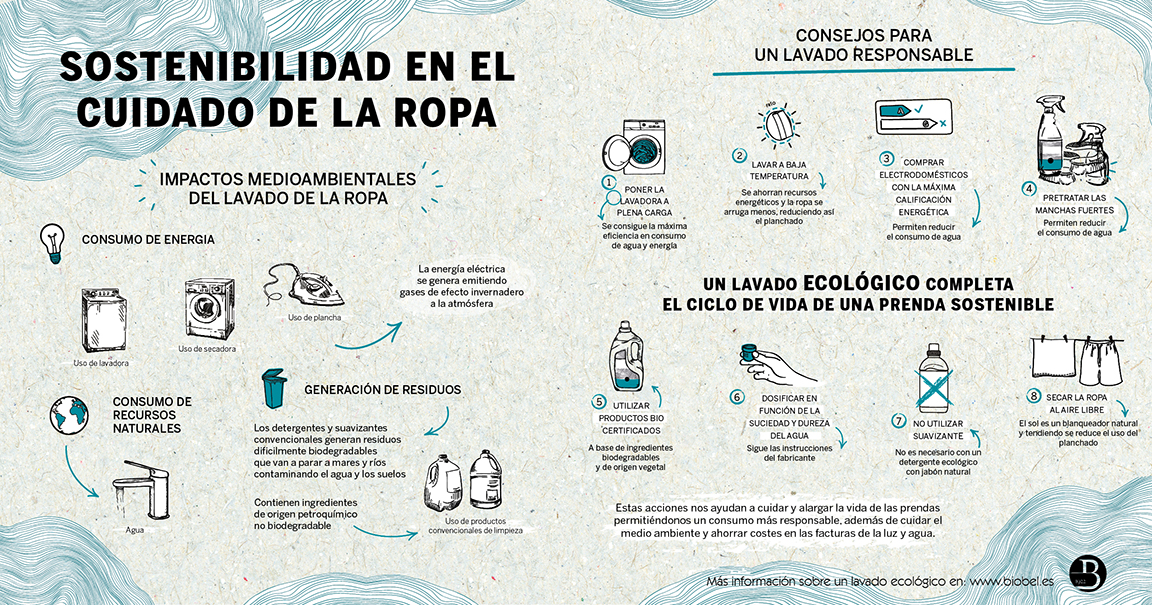 SOSTENIBILIDAD EN EL
CUIDADO DE LA ROPA
IMPACTOS MEDIOAMBIENTALES
DEL LAVADO DE LA ROPA
CONSUMO DE ENERGIA
Uso de lavadora
Uso de secadora
Uso de plancha
La energía eléctrica
se genera emitiendo
gases de efecto invernadero
a la atmósfera
CONSUMO DE
RECURSOS
NATURALES
Agua
GENERACIÓN DE RESIDUOS
Los detergentes y suavizantes
convencionales generan residuos
dificilmente biodegradables
que van a parar a mares y ríos
contaminando el agua y los suelos
Contienen ingredientes
de origen petroquímico
no biodegradable
Uso de productos
convencionales de limpieza
CONSEJOS PARA
UN LAVADO RESPONSABLE
1
PONER LA
LAVADORA A
PLENA CARGA
Se consigue la máxima
eficiencia en consumo
de agua y energía
2
LAVAR A BAJA
TEMPERATURA
Se ahorran recursos
energéticos y la ropa se
arruga menos, reduciendo así
el planchado
3
COMPRAR
ELECTRODOMÉSTICOS
CON LA MÁXIMA
CALIFICACIÓN
ENERGÉTICA
Permiten reducir
el consumo de agua
4
PRETRATAR LAS
MANCHAS FUERTES
Permiten reducir
el consumo de agua
UN LAVADO ECOLÓGICO COMPLETA
EL CICLO DE VIDA DE UNA PRENDA SOSTENIBLE
5
UTILIZAR
PRODUCTOS BIO
CERTIFICADOS
A base de ingredientes
biodegradables
y de origen vegetal
6
DOSIFICAR EN
FUNCIÓN DE LA
SUCIEDAD Y DUREZA
DEL AGUA
Sigue las instrucciones
del fabricante
7
NO UTILIZAR
SUAVIZANTE
No es necesario con un
detergente ecológico
con jabón natural
8
SECAR LA ROPA
AL AIRE LIBRE
El sol es un blanqueador natural
y tendiendo se reduce el uso del
planchado
Estas acciones nos ayudan a cuidar y alargar la vida de las prendas
permitiéndonos un consumo más responsable, además de cuidar el
medio ambiente y ahorrar costes en las facturas de la luz y agua.
Más información sobre un lavado ecológico en: www.biobel.es
B